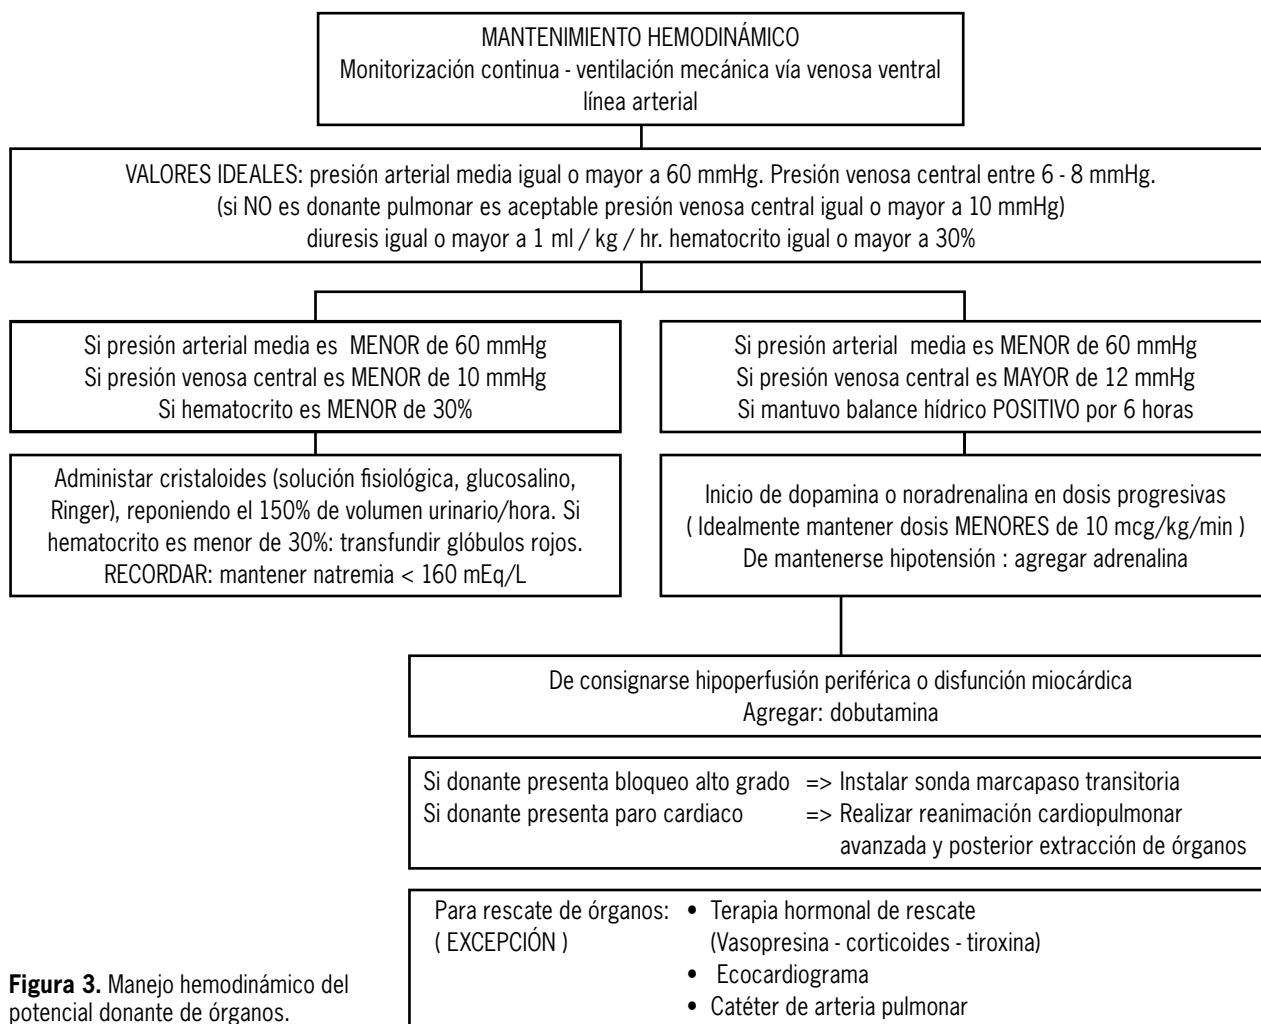 MANTENIMIENTO HEMODINÁMICO
Monitorización continua - ventilación mecánica vía venosa ventral
línea arterial
VALORES IDEALES: presión arterial media igual o mayor a 60 mmHg. Presión venosa central entre 6 - 8 mmHg.
(si NO es donante pulmonar es aceptable presión venosa central igual o mayor a 10 mmHg)
diuresis igual o mayor a 1 ml / kg / hr. hematocrito igual o mayor a 30%
Si presión arterial media es MENOR de 60 mmHg
Si presión venosa central es MENOR de 10 mmHg
Si hematocrito es MENOR de 30%
Si presión arterial media es MENOR de 60 mmHg
Si presión venosa central es MAYOR de 12 mmHg
Si mantuvo balance hídrico POSITIVO por 6 horas
Administar cristaloides (solución fisiológica, glucosalino,
Ringer), reponiendo el 150% de volumen urinario/hora. Si
hematocrito es menor de 30%: transfundir glóbulos rojos.
RECORDAR: mantener natremia < 160 mEq/L
Inicio de dopamina o noradrenalina en dosis progresivas
( Idealmente mantener dosis MENORES de 10 mcg/kg/min )
De mantenerse hipotensión : agregar adrenalina
De consignarse hipoperfusión periférica o disfunción miocárdica
Agregar: dobutamina
Si donante presenta bloqueo alto grado => Instalar sonda marcapaso transitoria
Si donante presenta paro cardiaco => Realizar reanimación cardiopulmonar
avanzada y posterior extracción de órganos
Para rescate de órganos: • Terapia hormonal de rescate
( EXCEPCIÓN ) (Vasopresina - corticoides - tiroxina)
• Ecocardiograma
• Catéter de arteria pulmonar
Figura 3. Manejo hemodinámico del
potencial donante de órganos.